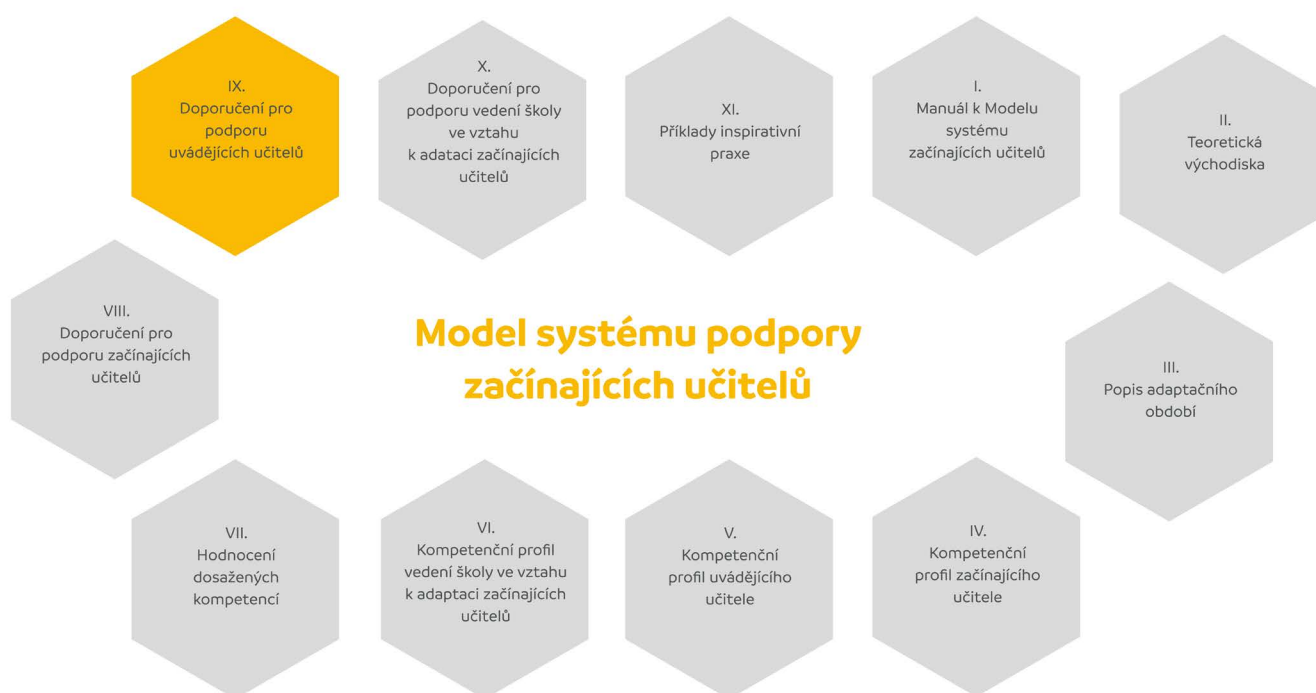 IX.
Doporučení pro
podporu
uvádějících učitelů
X.
Doporučení pro
podporu vedení školy
ve vztahu
k adataci začínajících
učitelů
XI.
Příklady inspirativní
praxe
I.
Manuál k Modelu
systému
začínajících učitelů
II.
Teoretická
východiska
VIII.
Doporučení pro
podporu začínajících
učitelů
Model systému podpory
začínajících učitelů
III.
Popis adaptačního
období
VII.
Hodnocení
dosažených
kompetencí
VI.
Kompetenční profil
vedení školy ve vztahu
k adaptaci začínajících
učitelů
V.
Kompetenční
profil uvádějícího
učitele
IV.
Kompetenční
profil začínajícího
učitele